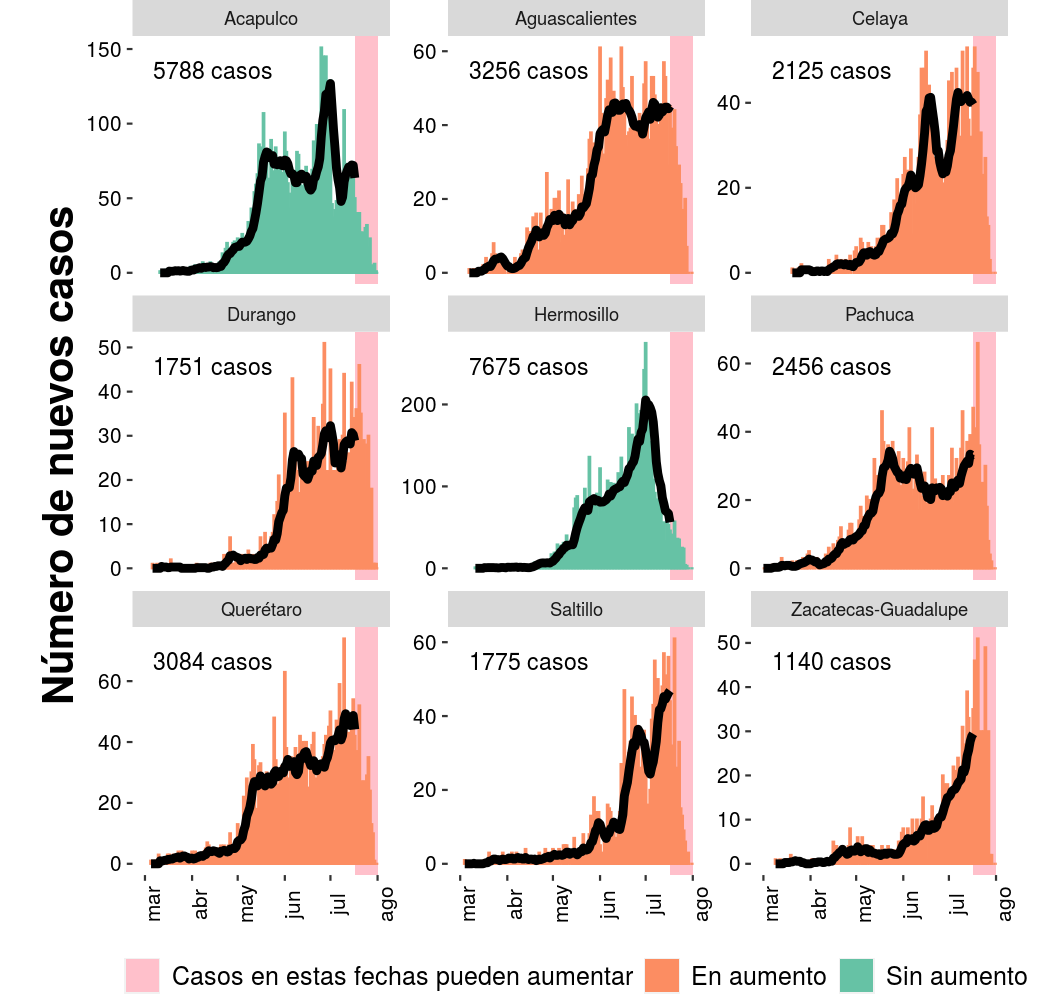 Acapulco
Aguascalientes
Celaya
150
100
50
0
5788 casos
60
40
20
0
3256 casos
40
20
0
2125 casos
Durango
Hermosillo
Pachuca
50
40
30
20
10
0
1751 casos
200
100
0
7675 casos
60
40
20
0
2456 casos
Querétaro
Saltillo
Zacatecas-Guadalupe
60
40
20
0
3084 casos
60
40
20
0
1775 casos
50
40
30
20
10
0
1140 casos
mar abr may jun jul ago
mar abr may jun jul ago
mar abr may jun jul ago
Número de nuevos casos
Casos en estas fechas pueden aumentar En aumento Sin aumento